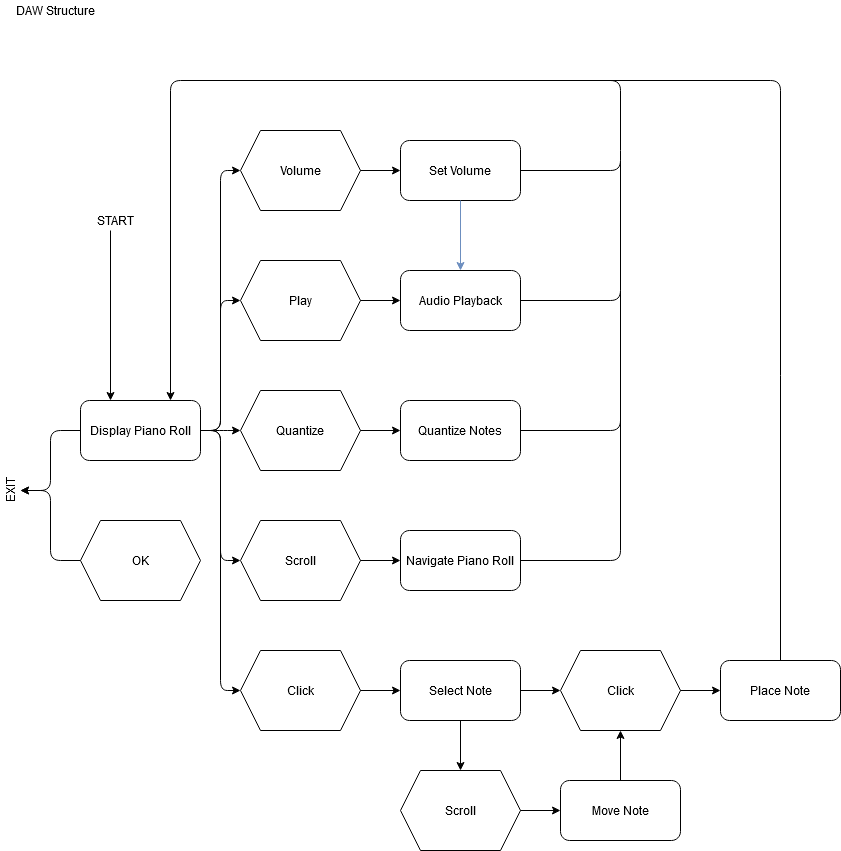 DAW Structure
Volume
Set Volume
START
Play
Audio Playback
Display Piano Roll
Quantize
Quantize Notes
EXIT
OK
Scroll
Navigate Piano Roll
Click
Select Note
Click
Place Note
Scroll
Move Note